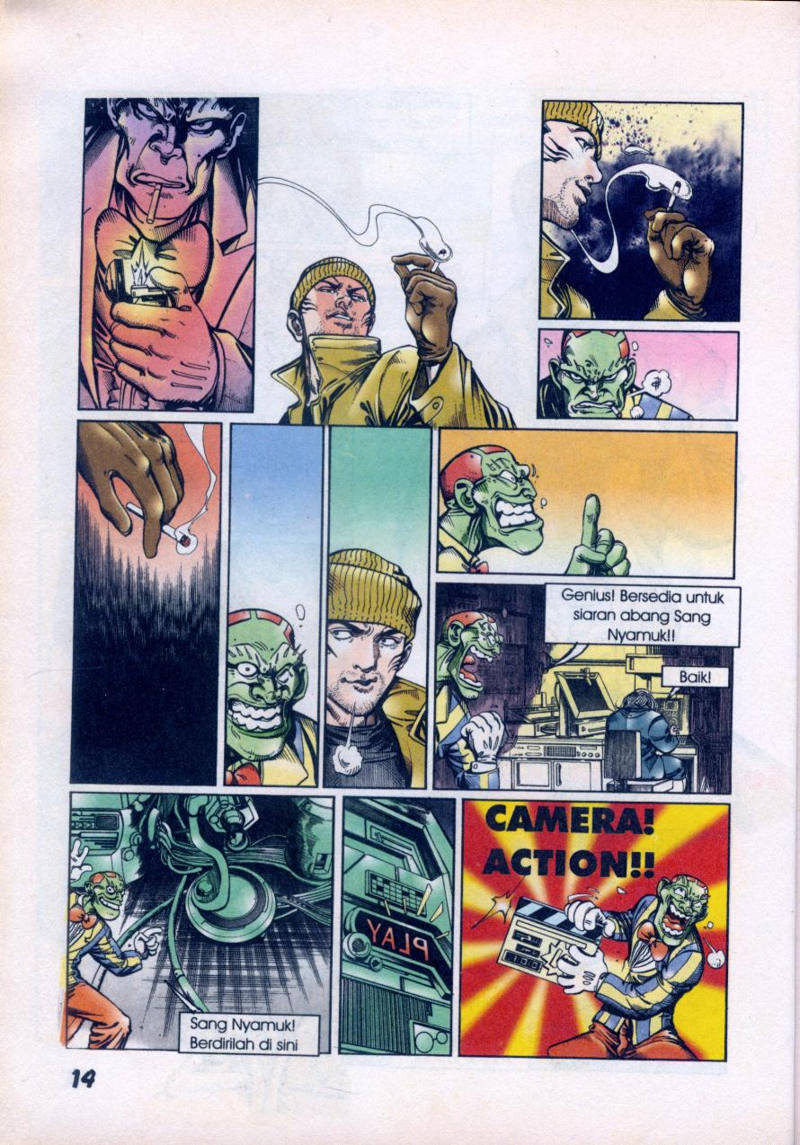 Genius! Bersedia untuk
siaran abang Sang
Nyamuk!!
Baik!
Sang Nyamuk!
Berdirilah di sini
PLAY
CAMERA!
ACTION!!
14